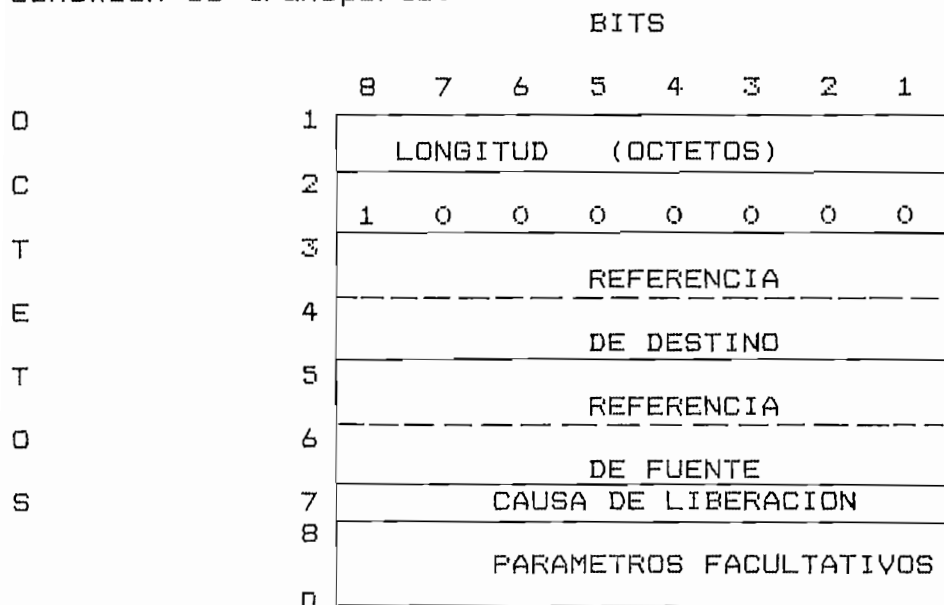 BITS
8 7 6 5 4 3 2 1
O 1
LONGITUD (OCTETOS)
C 2
1 0 0 0 0 0 0 0
T 3
REFERENCIA
E 4
DE DESTINO
T 5
REFERENCIA
O 6
DE FUENTE
S 7 CAUSA DE LIBERACION
8
PARAMETROS FACULTATIVOS